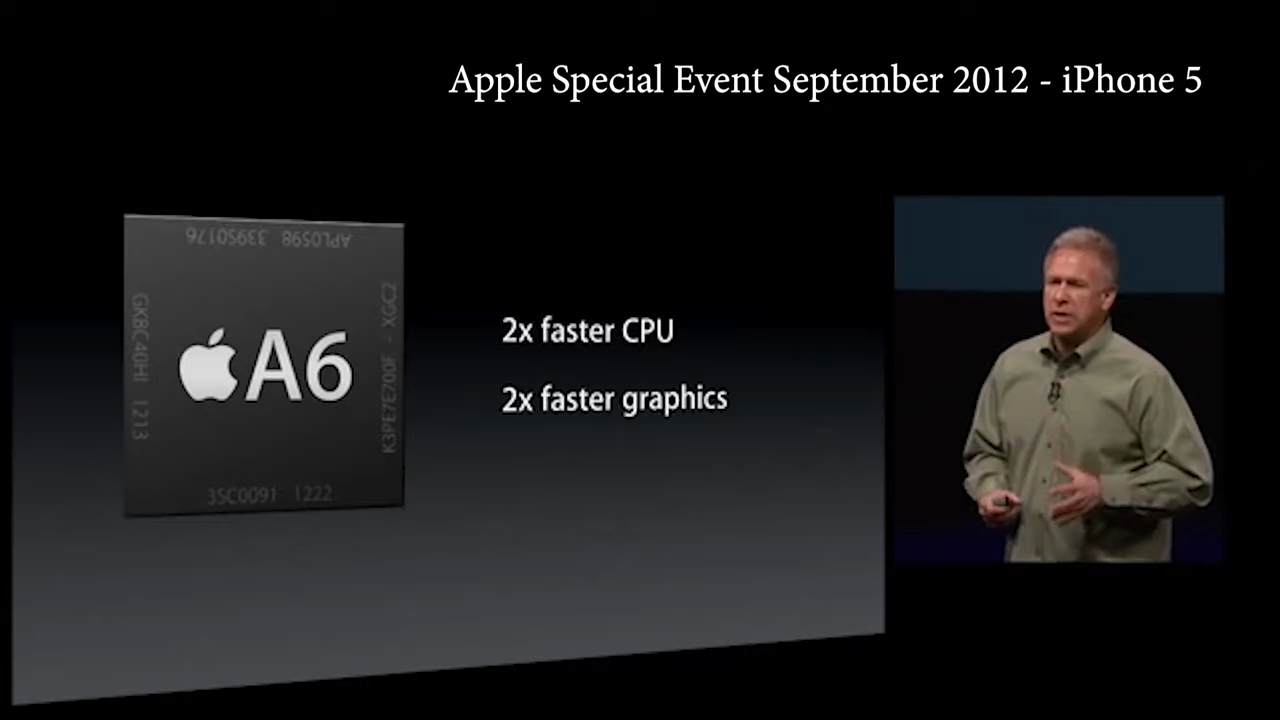 Apple Special Event September 2012 - iPhone 5
339S0176 APL0598
GKBC40HI 1213
A6
K3PE7E700F - XGC2
3SC0091 1222
2x faster CPU
2x faster graphics